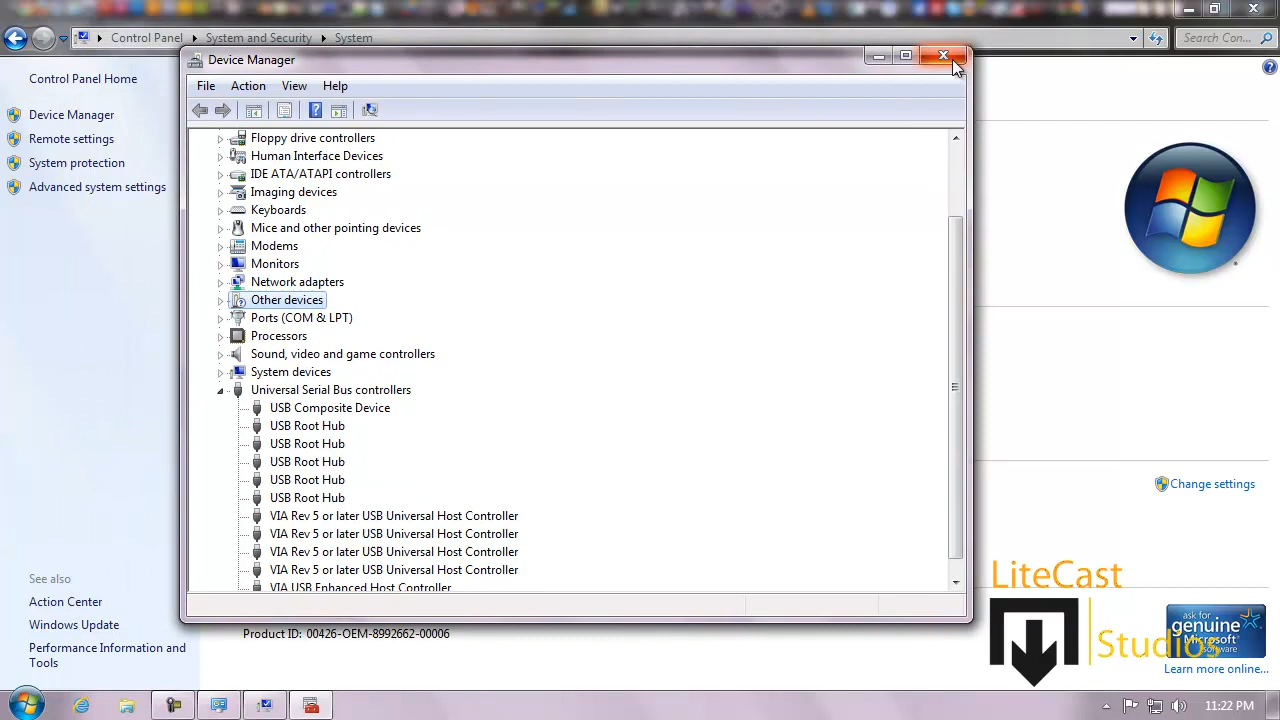 Control Panel System and Security System
Search Con...
Control Panel Home
Device Manager
Remote settings
System protection
Advanced system settings
See also
Action Center
Windows Update
Performance Information and
Tools
Device Manager
File Action View Help
Floppy drive controllers
Human Interface Devices
IDE ATA/ATAPI controllers
Imaging devices
Keyboards
Mice and other pointing devices
Modems
Monitors
Network adapters
Other devices
Ports (COM & LPT)
Processors
Sound, video and game controllers
System devices
Universal Serial Bus controllers
USB Composite Device
USB Root Hub
USB Root Hub
USB Root Hub
USB Root Hub
USB Root Hub
VIA Rev 5 or later USB Universal Host Controller
VIA Rev 5 or later USB Universal Host Controller
VIA Rev 5 or later USB Universal Host Controller
VIA Rev 5 or later USB Universal Host Controller
VIA USB Enhanced Host Controller
Product ID: 00426-OEM-8992662-00006
Change settings
LiteCast
Studios
ask for
genuine
Microsoft
software
Learn more online...
11:22 PM